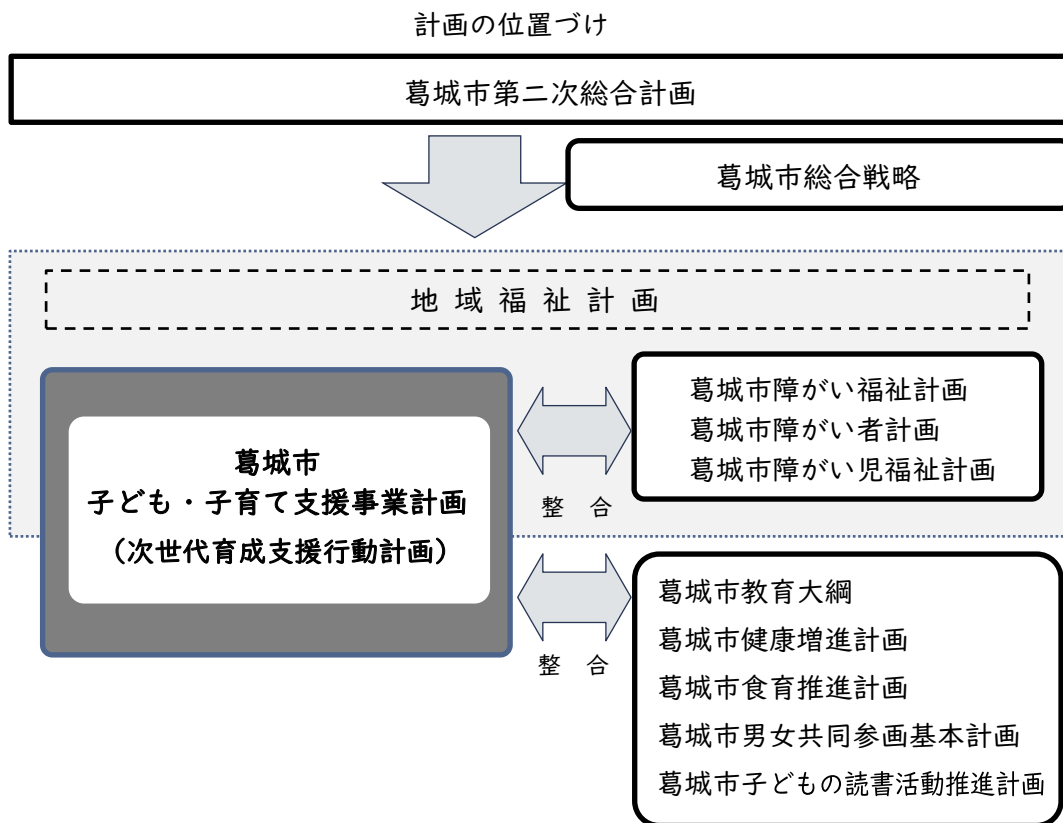 計画の位置づけ
葛城市第二次総合計画
葛城市総合戦略
地域福祉計画
葛城市
子ども・子育て支援事業計画
（次世代育成支援行動計画）
葛城市障がい福祉計画
葛城市障がい者計画
葛城市障がい児福祉計画
整 合
整 合
葛城市教育大綱
葛城市健康増進計画
葛城市食育推進計画
葛城市男女共同参画基本計画
葛城市子どもの読書活動推進計画